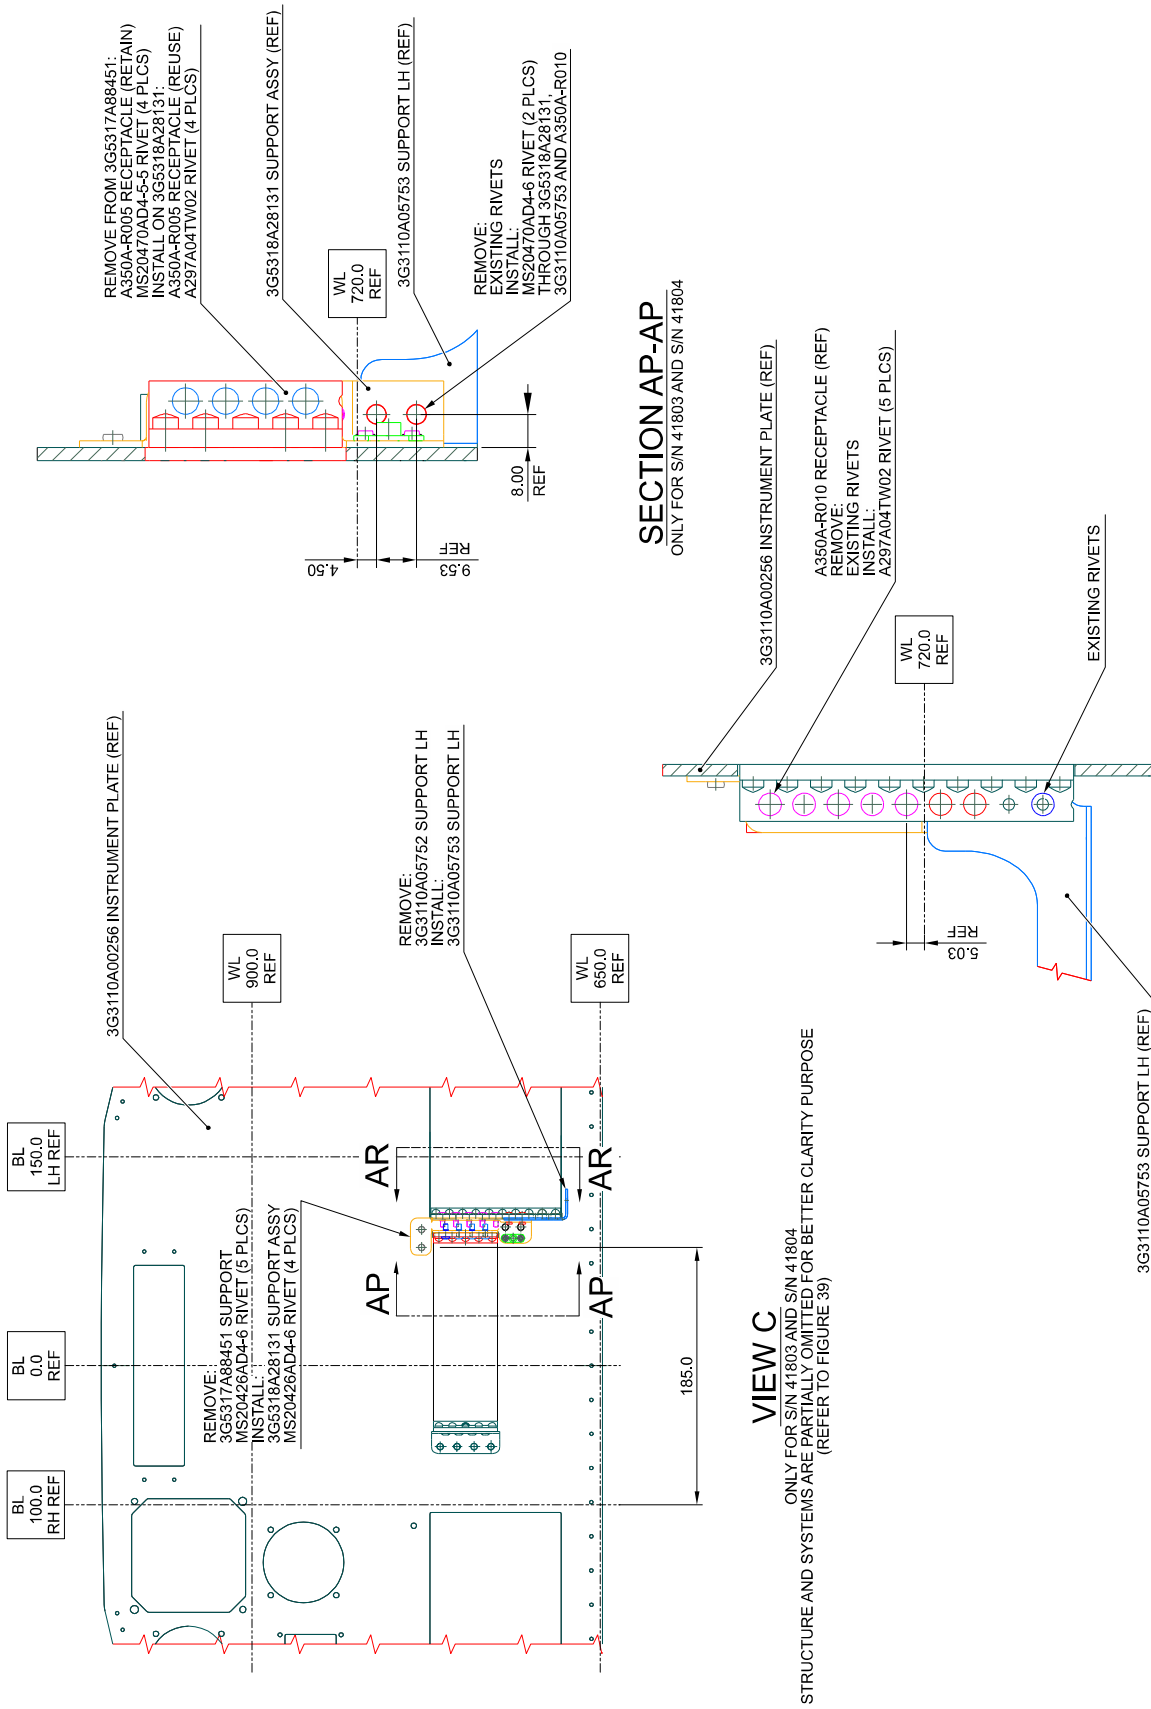 BL
100.0
RH REF
BL
0.0
REF
BL
150.0
LH REF
3G3110A00256 INSTRUMENT PLATE (REF)
WL
900.0
REF
REMOVE:
3G5317A88451 SUPPORT
MS20426AD4-6 RIVET (5 PLCS)
INSTALL:
3G5318A28131 SUPPORT ASSY
MS20426AD4-6 RIVET (4 PLCS)
AP
AP
AR
AR
REMOVE:
3G3110A05752 SUPPORT LH
INSTALL:
3G3110A05753 SUPPORT LH
WL
650.0
REF
185.0
VIEW C
ONLY FOR S/N 41803 AND S/N 41804
STRUCTURE AND SYSTEMS ARE PARTIALLY OMITTED FOR BETTER CLARITY PURPOSE
(REFER TO FIGURE 39)
REMOVE FROM 3G5317A88451:
A350A-R005 RECEPTACLE (RETAIN)
MS20470AD4-5-5 RIVET (4 PLCS)
INSTALL ON 3G5318A28131:
A350A-R005 RECEPTACLE (REUSE)
A297A04TW02 RIVET (4 PLCS)
3G5318A28131 SUPPORT ASSY (REF)
WL
720.0
REF
3G3110A05753 SUPPORT LH (REF)
REMOVE:
EXISTING RIVETS
INSTALL:
MS20470AD4-6 RIVET (2 PLCS)
THROUGH 3G5318A28131,
3G3110A05753 AND A350A-R010
4.50
9.53
REF
8.00
REF
SECTION AP-AP
ONLY FOR S/N 41803 AND S/N 41804
3G3110A00256 INSTRUMENT PLATE (REF)
A350A-R010 RECEPTACLE (REF)
REMOVE:
EXISTING RIVETS
INSTALL:
A297A04TW02 RIVET (5 PLCS)
WL
720.0
REF
5.03
REF
EXISTING RIVETS
3G3110A05753 SUPPORT LH (REF)